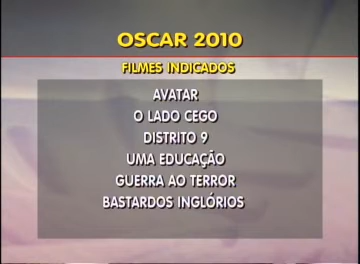 OSCAR 2010
FILMES INDICADOS
AVATAR
O LADO CEGO
DISTRITO 9
UMA EDUCAÇÃO
GUERRA AO TERROR
BASTARDOS INGLÓRIOS